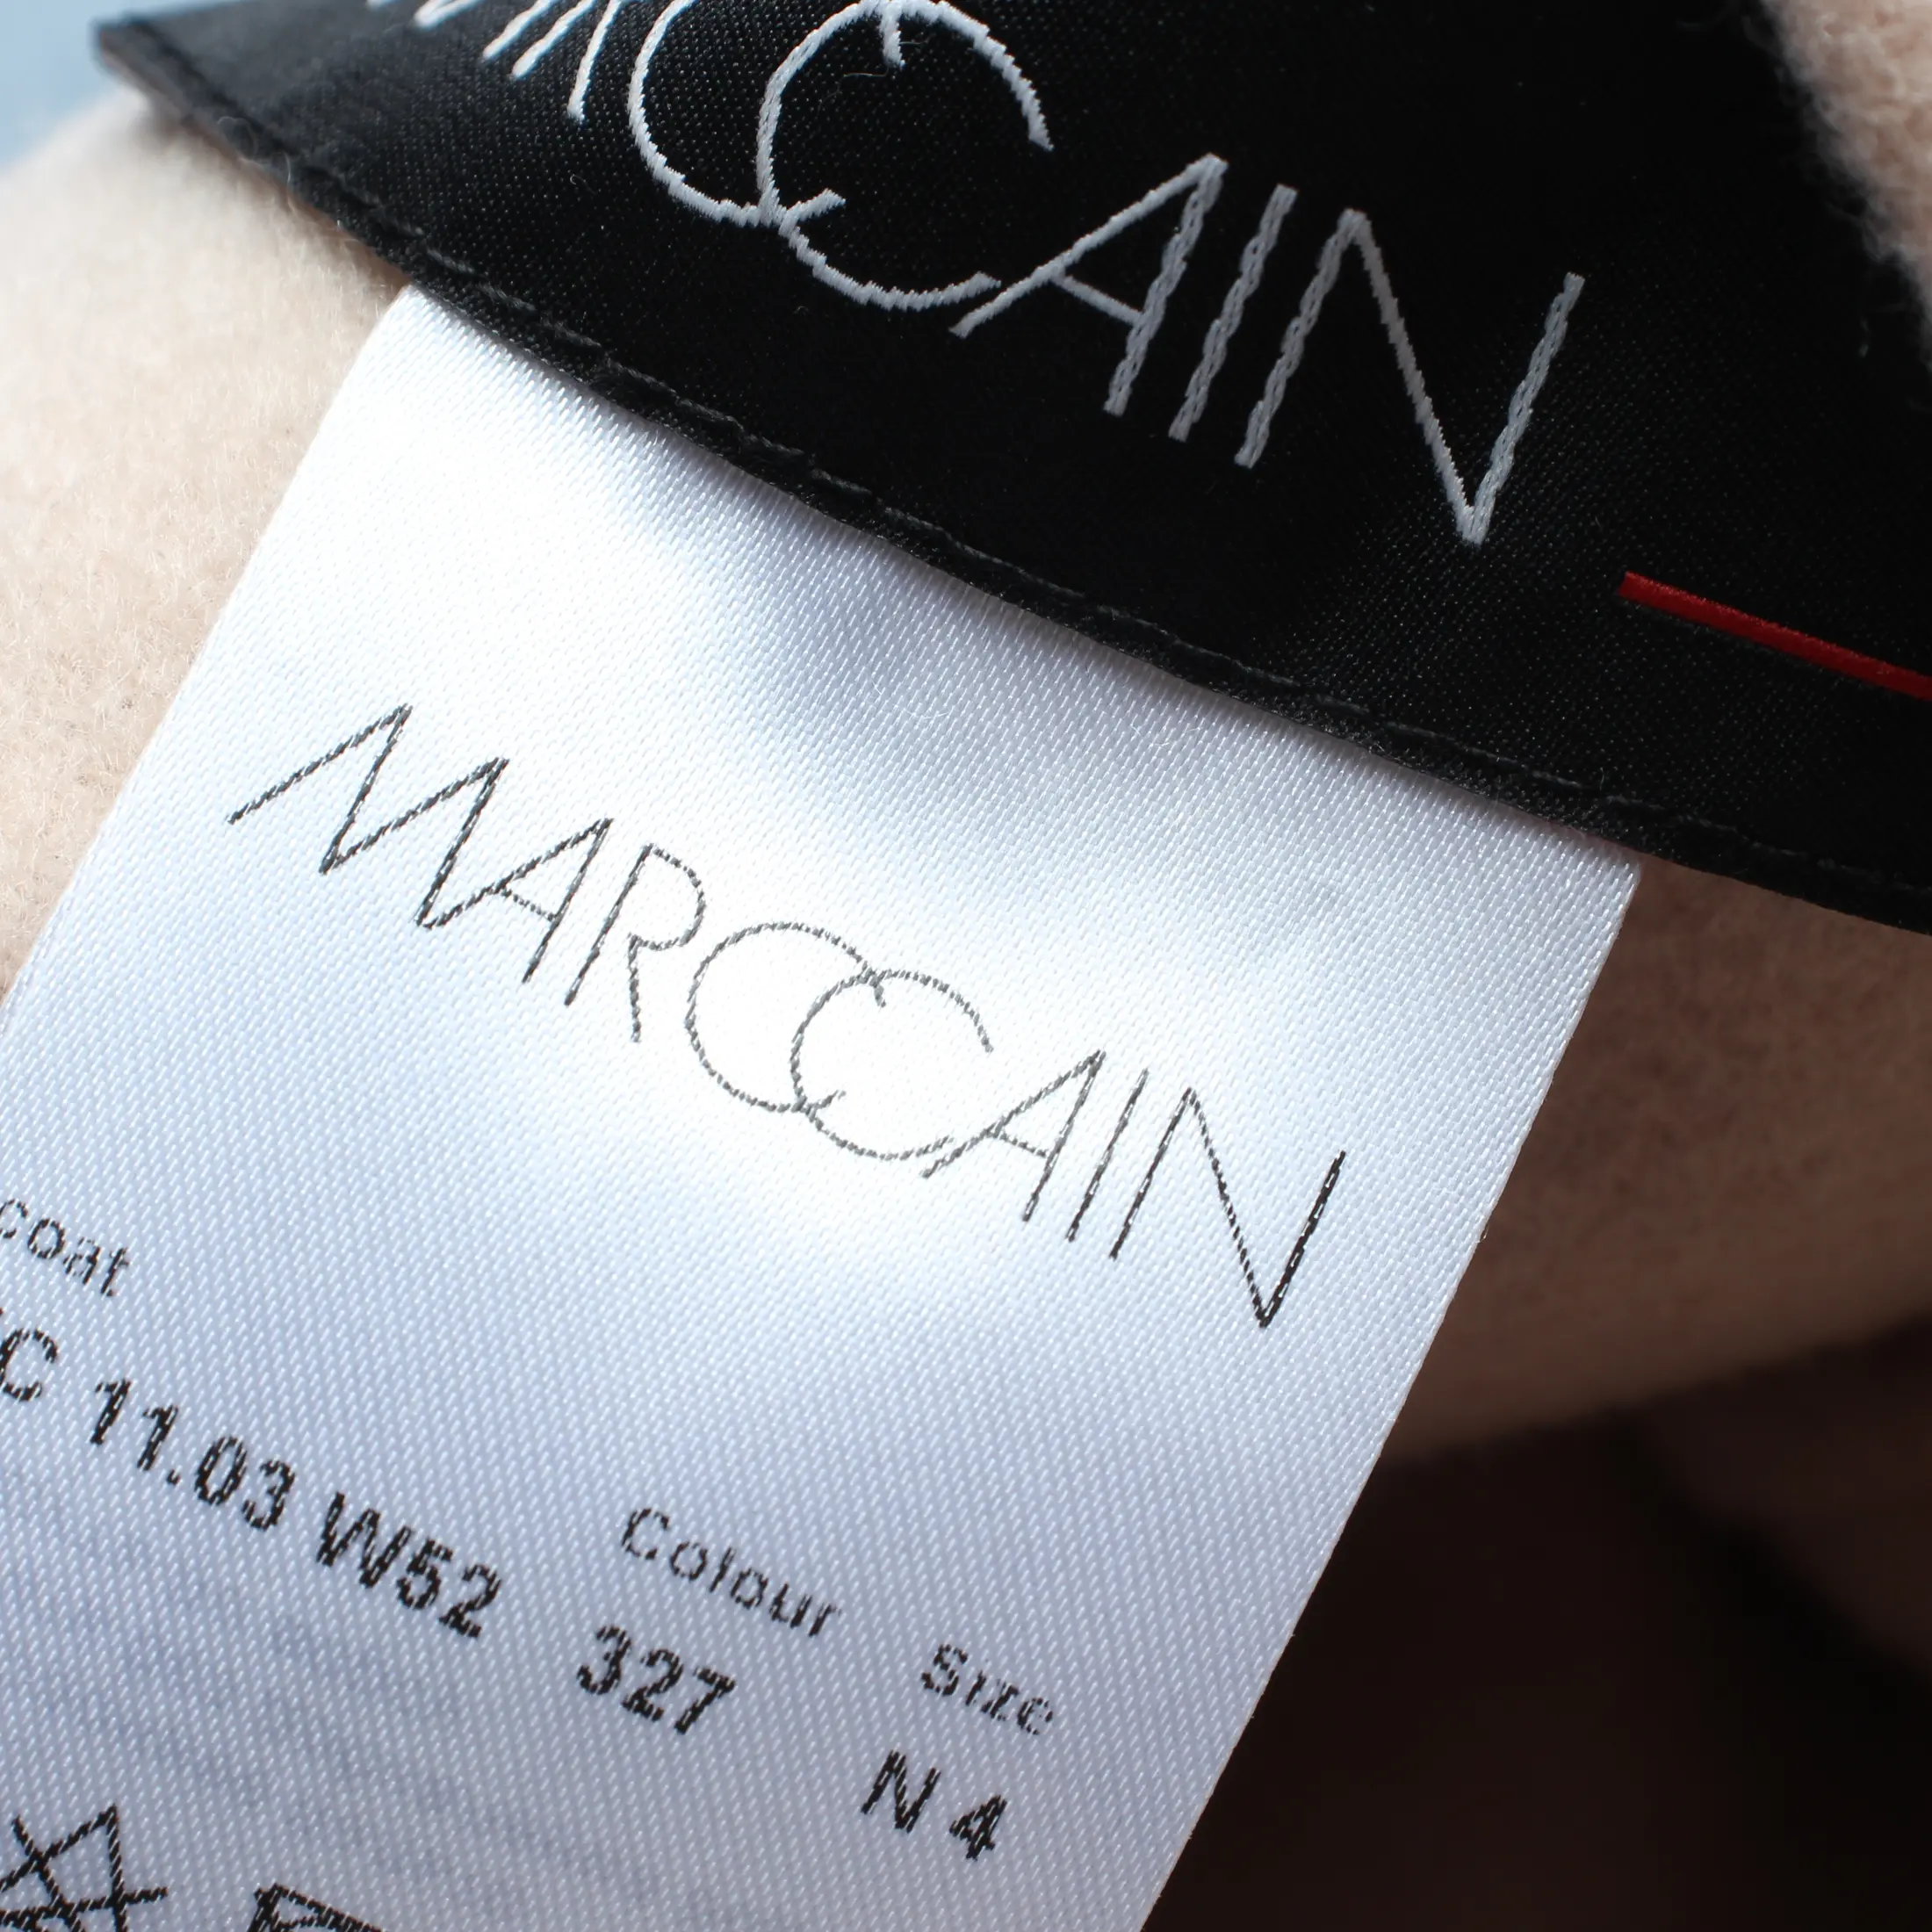 MARCCAIN
MARCCAIN
coat
C 11.03 W52
Colour
327
Size
N 4